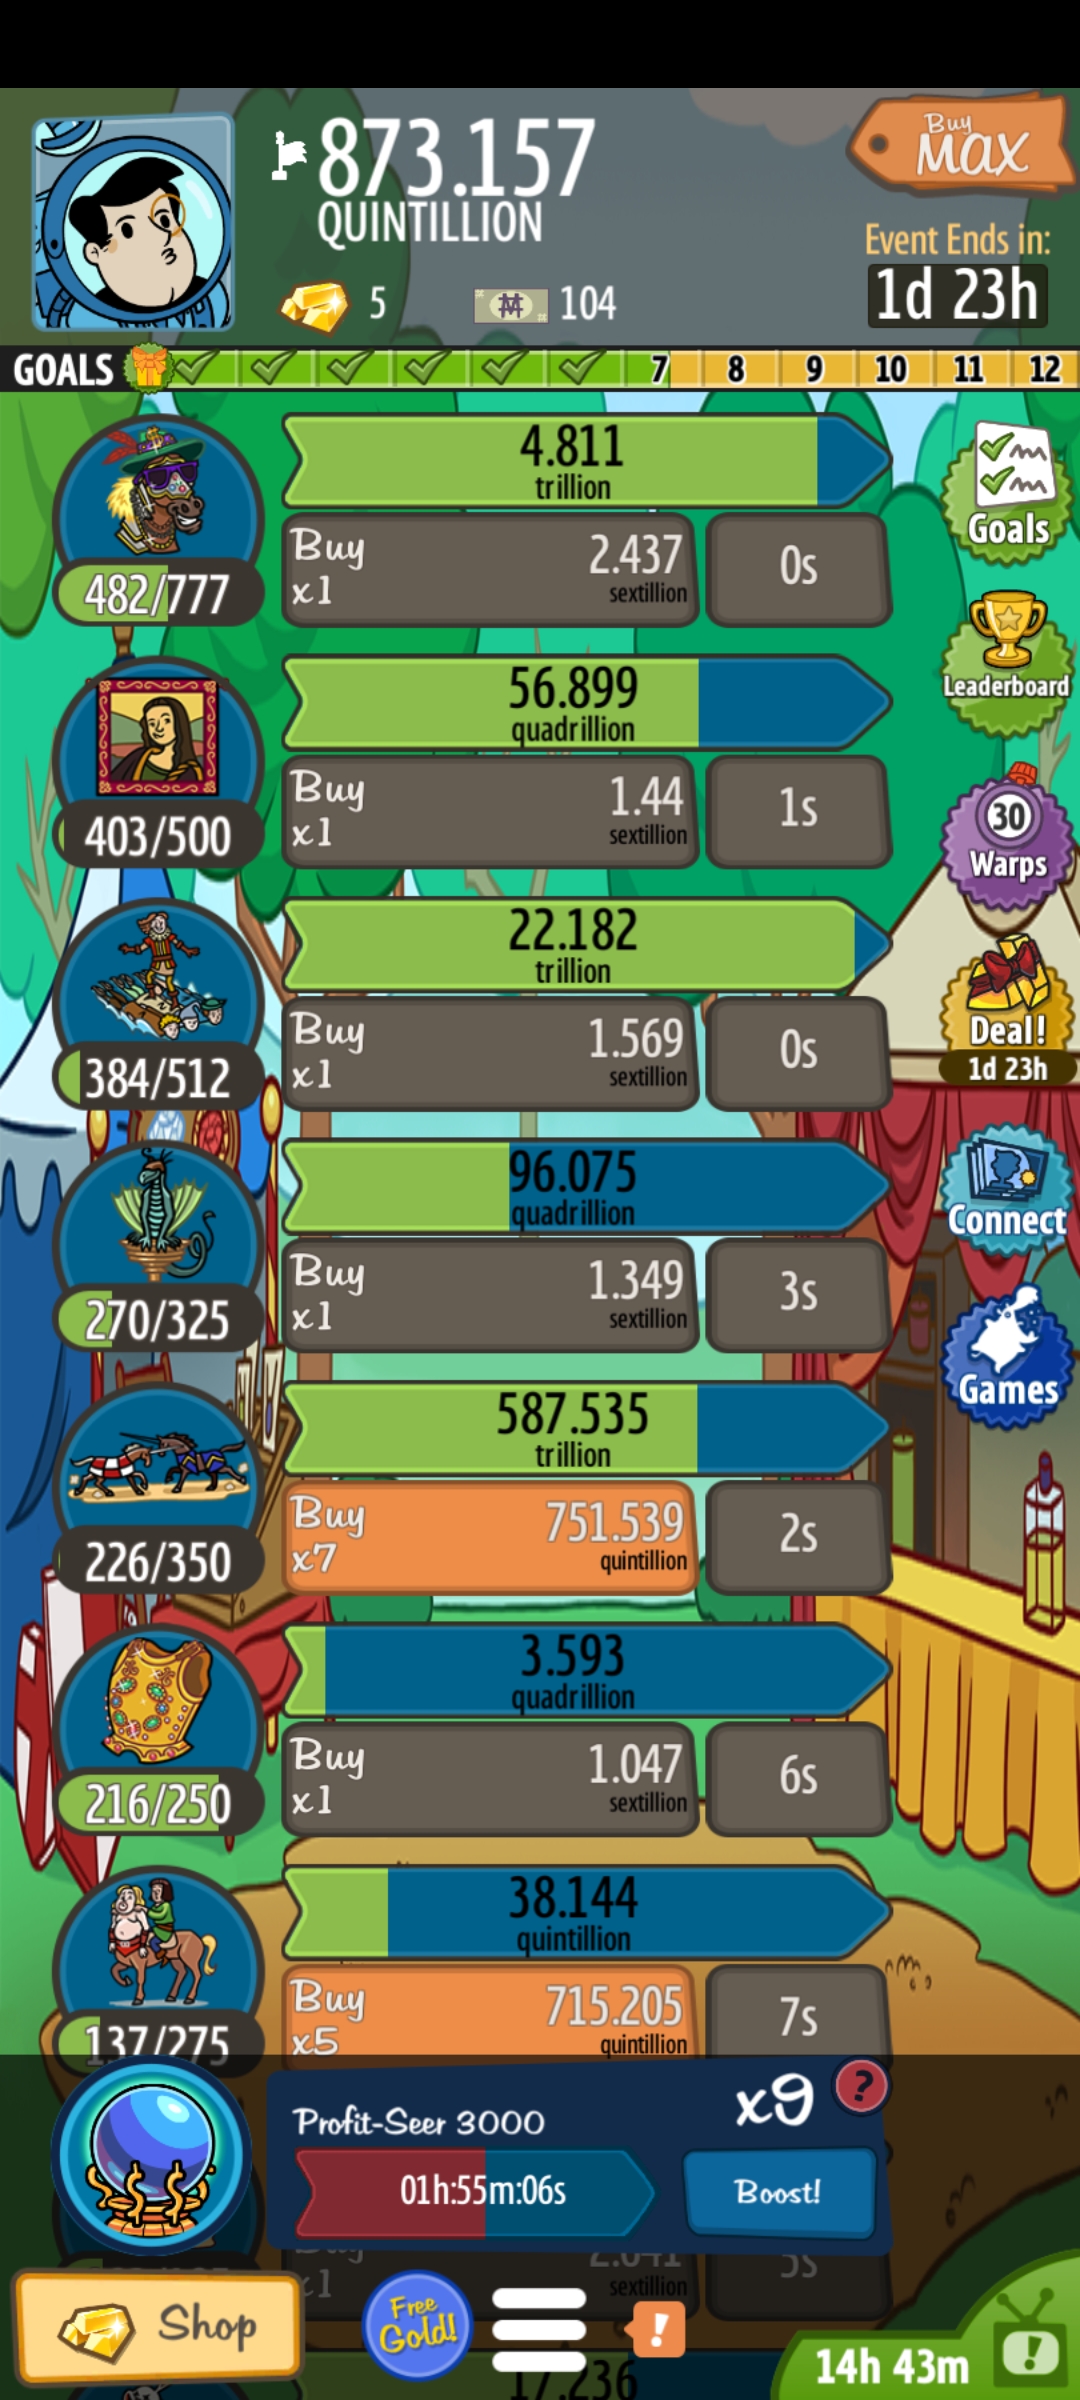 873.157
QUINTILLION
Buy
MAX
Event Ends in:
1d 23h
5
104
GOALS
7 8 9 10 11 12
4.811
trillion
482/777
Buy
x1
2.437
sextillion
0s
Goals
56.899
quadrillion
403/500
Buy
x1
1.44
sextillion
1s
Leaderboard
30
Warps
22.182
trillion
384/512
Buy
x1
1.569
sextillion
0s
Deal!
1d 23h
96.075
quadrillion
270/325
Buy
x1
1.349
sextillion
3s
Connect
Games
587.535
trillion
226/350
Buy
x7
751.539
quintillion
2s
3.593
quadrillion
216/250
Buy
x1
1.047
sextillion
6s
38.144
quintillion
137/275
Buy
x5
715.205
quintillion
7s
Profit-Seer 3000
x9
?
01h:55m:06s
Boost!
x1
sextillion
Shop
Free
Gold!
!
14h 43m
!
17.236